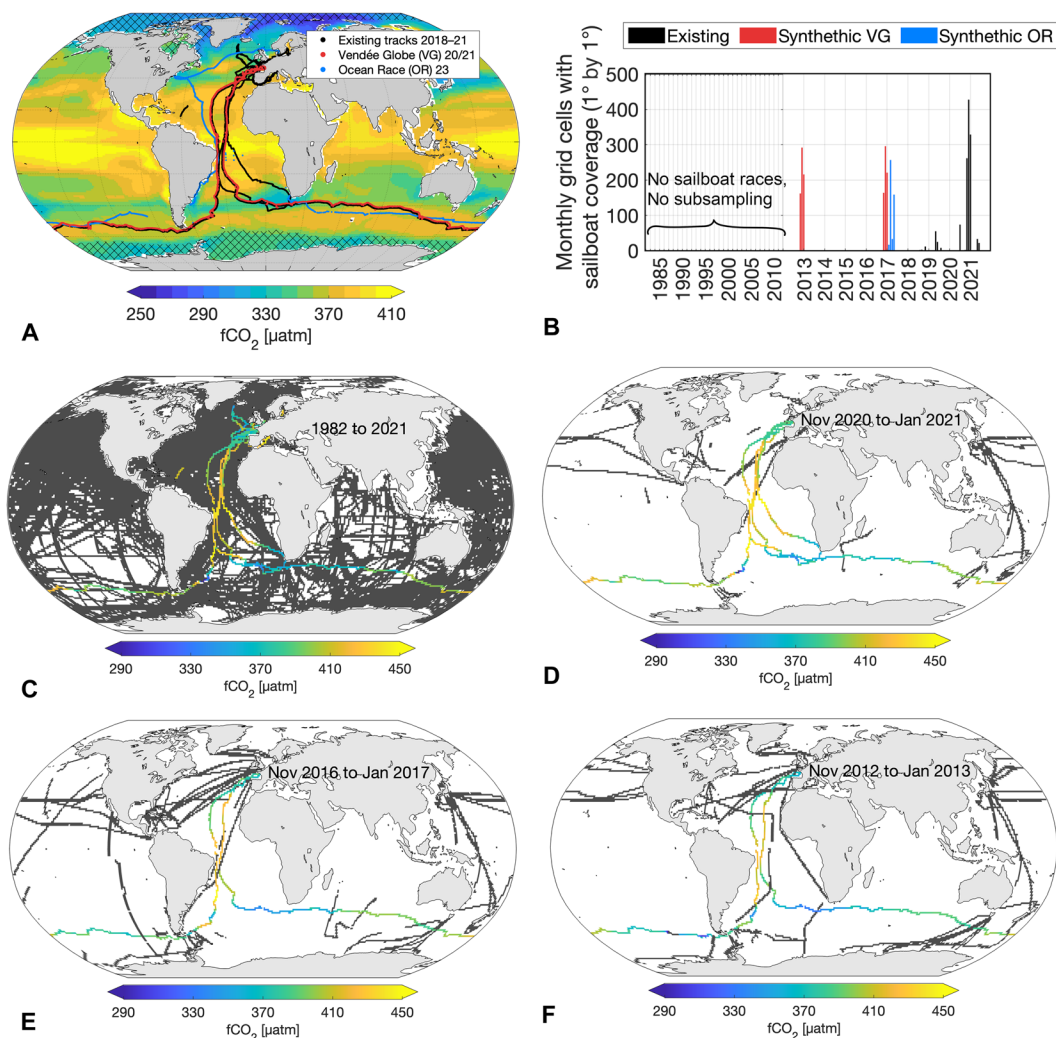 Existing tracks 2018–21
Vendée Globe (VG) 20/21
Ocean Race (OR) 23
250 290 330 370 410
fCO2 [µatm]
A
Existing Synthethic VG Synthethic OR
Monthly grid cells with
sailboat coverage (1° by 1°)
500
400
300
200
100
0
No sailboat races,
No subsampling
1985 1990 1995 2000 2005 2010 2013 2014 2015 2016 2017 2018 2019 2020 2021
B
1982 to 2021
290 330 370 410 450
fCO2 [µatm]
C
Nov 2020 to Jan 2021
290 330 370 410 450
fCO2 [µatm]
D
Nov 2016 to Jan 2017
290 330 370 410 450
fCO2 [µatm]
E
Nov 2012 to Jan 2013
290 330 370 410 450
fCO2 [µatm]
F